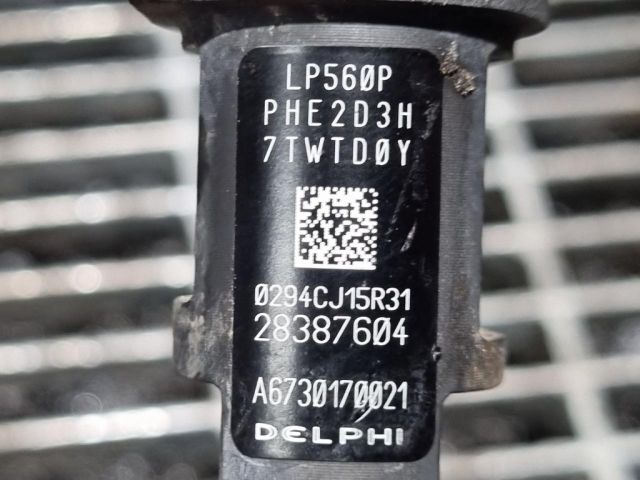 LP560P
PHE2D3H
7TWTD0Y
0294CJ15R31
28387604
A6730170021
DELPHI